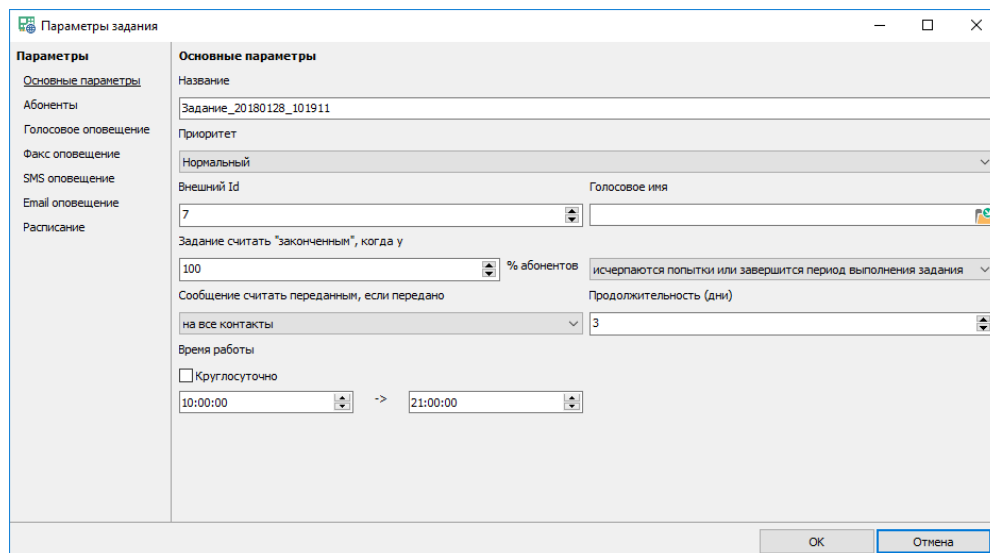 Параметры задания
Параметры
Основные параметры
Абоненты
Голосовое оповещение
Факс оповещение
SMS оповещение
Email оповещение
Расписание
Основные параметры
Название
Задание_20180128_101911
Приоритет
Нормальный
Внешний Id
Голосовое имя
7
Задание считать "законченным", когда у
100
% абонентов
исчерпаются попытки или завершится период выполнения задания
Сообщение считать переданным, если передано
Продолжительность (дни)
на все контакты
3
Время работы
Круглосуточно
10:00:00 -> 21:00:00
OK
Отмена